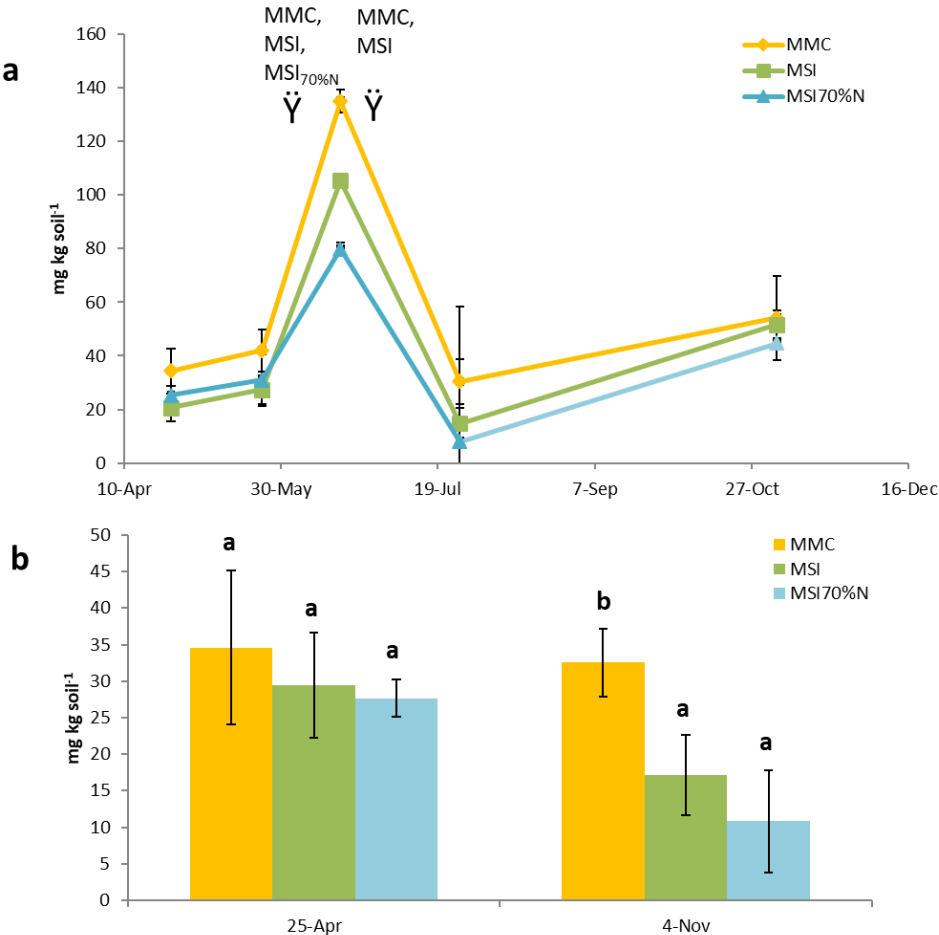 a
MMC,
MSI,
MSI70%N
MMC,
MSI
Ÿ
Ÿ
MMC
MSI
MSI70%N
mg kg soil-1
160
140
120
100
80
60
40
20
0
10-Apr 30-May 19-Jul 7-Sep 27-Oct 16-Dec
b
MMC
MSI
MSI70%N
mg kg soil-1
50
45
40
35
30
25
20
15
10
5
0
a
a
a
b
a
a
25-Apr 4-Nov